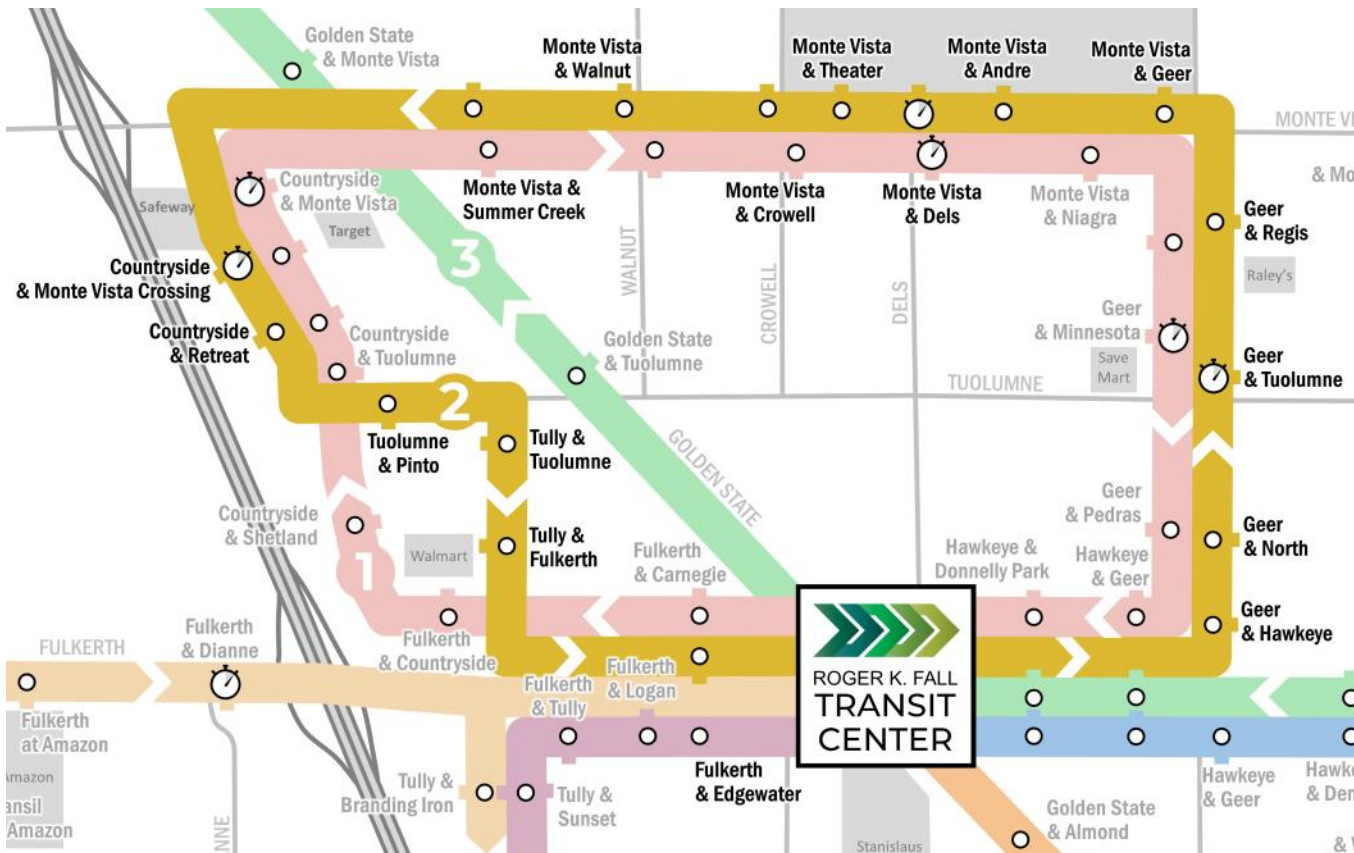 Golden State
& Monte Vista
Monte Vista
& Walnut
Monte Vista
& Theater
Monte Vista
& Andre
Monte Vista
& Geer
MONTE
Safeway
Countryside
& Monte Vista
Target
Monte Vista &
Summer Creek
Monte Vista
& Crowell
Monte Vista
& Dels
Monte Vista
& Niagra
Geer
& Regis
Raley's
Countryside
& Monte Vista Crossing
3
WALNUT
CROWELL
DELS
Countryside
& Retreat
Countryside
& Tuolumne
Golden State
& Tuolumne
Geer
& Minnesota
Save
Mart
Geer
& Tuolumne
TUOLUMNE
2
Tuolumne
& Pinto
Tully &
Tuolumne
GOLDEN STATE
Countryside
& Shetland
Walmart
Tully &
Fulkerth
Geer
& Pedras
Geer
& North
1
Fulkerth
& Carnegie
Hawkeye &
Donnelly Park
Hawkeye
& Geer
Geer
& Hawkeye
FULKERTH
Fulkerth
& Dianne
Fulkerth
& Countryside
Fulkerth
& Logan
Fulkerth
& Tully
ROGER K. FALL
TRANSIT
CENTER
Fulkerth
at Amazon
Amazon
Amazon
Tully &
Branding Iron
Tully &
Sunset
Fulkerth
& Edgewater
Hawkeye
& Geer
Golden State
& Almond
Stanislaus